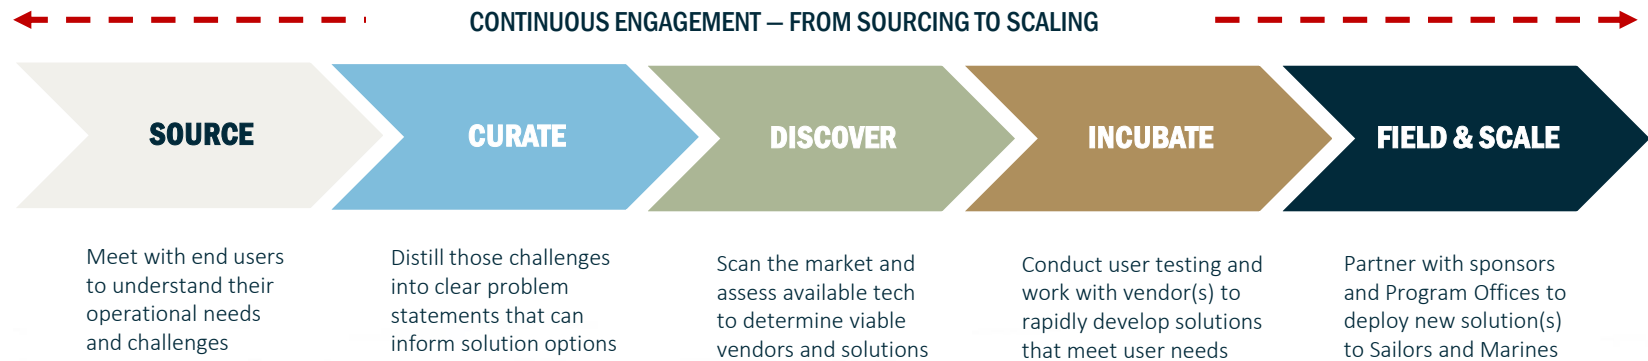 CONTINUOUS ENGAGEMENT – FROM SOURCING TO SCALING
SOURCE
CURATE
DISCOVER
INCUBATE
FIELD & SCALE
Meet with end users
to understand their
operational needs
and challenges
Distill those challenges
into clear problem
statements that can
inform solution options
Scan the market and
assess available tech
to determine viable
vendors and solutions
Conduct user testing and
work with vendor(s) to
rapidly develop solutions
that meet user needs
Partner with sponsors
and Program Offices to
deploy new solution(s)
to Sailors and Marines